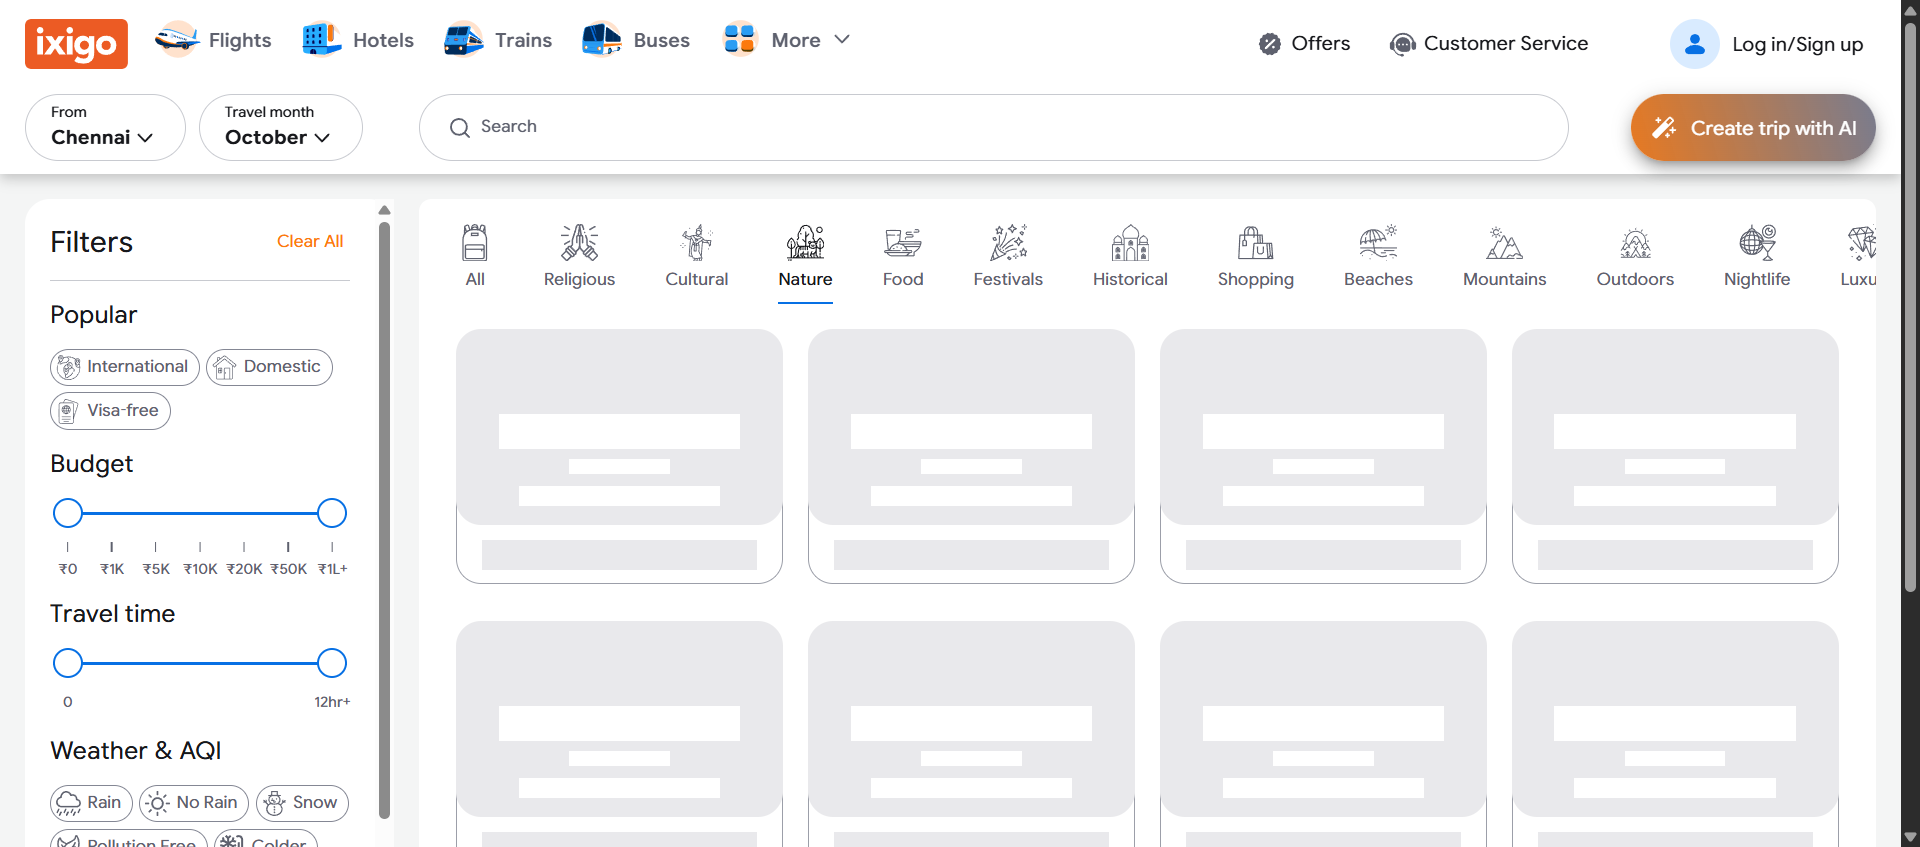 ixigo
Flights
Hotels
Trains
Buses
More
Offers
Customer Service
Log in/Sign up
From
Chennai
Travel month
October
Search
Create trip with AI
Filters
Clear All
Popular
International
Domestic
Visa-free
Budget
₹0 ₹1K ₹5K ₹10K ₹20K ₹50K ₹1L+
Travel time
0 12hr+
Weather & AQI
Rain
No Rain
Snow
Pollution Free
Colder
All
Religious
Cultural
Nature
Food
Festivals
Historical
Shopping
Beaches
Mountains
Outdoors
Nightlife
Luxu